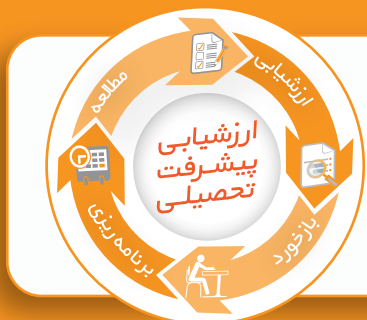 ارزشیابی
پیشرفت
تحصیلی
ارزشیابی
بازخورد
برنامه ریزی
مطالعه